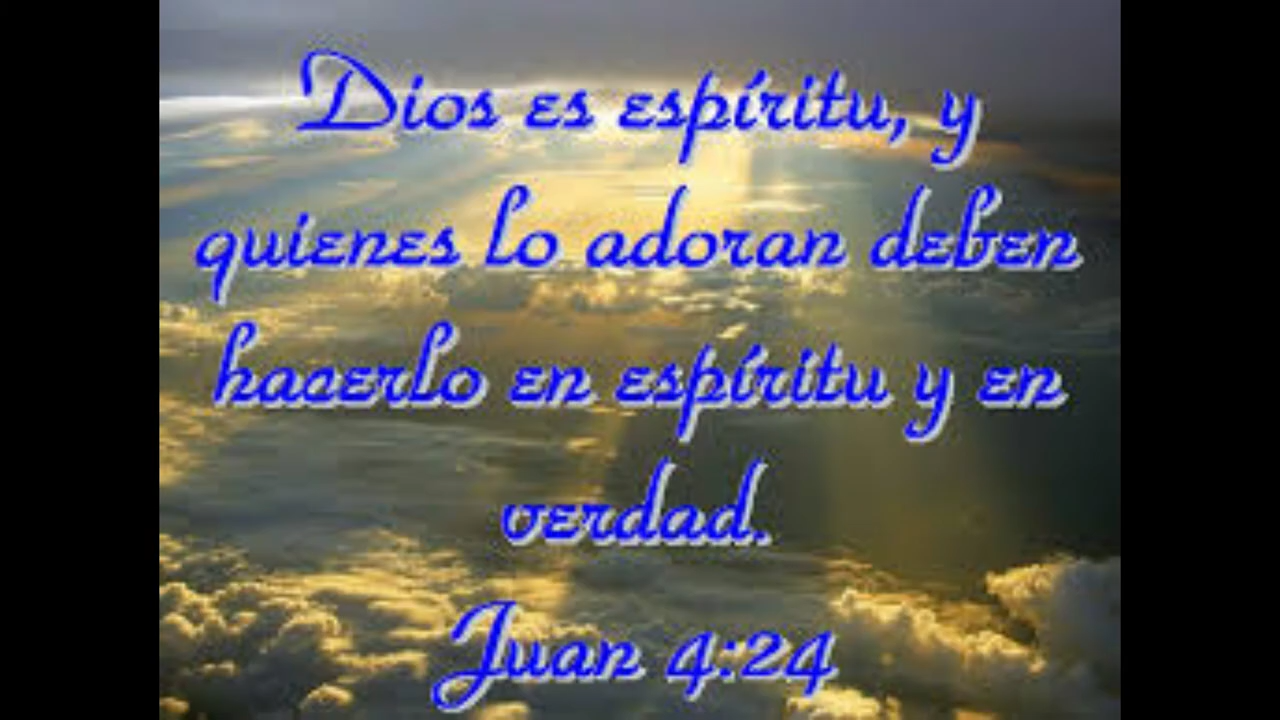 Dios es espíritu, y
quienes lo adoran deben
hacerlo en espíritu y en
verdad.
Juan 4:24